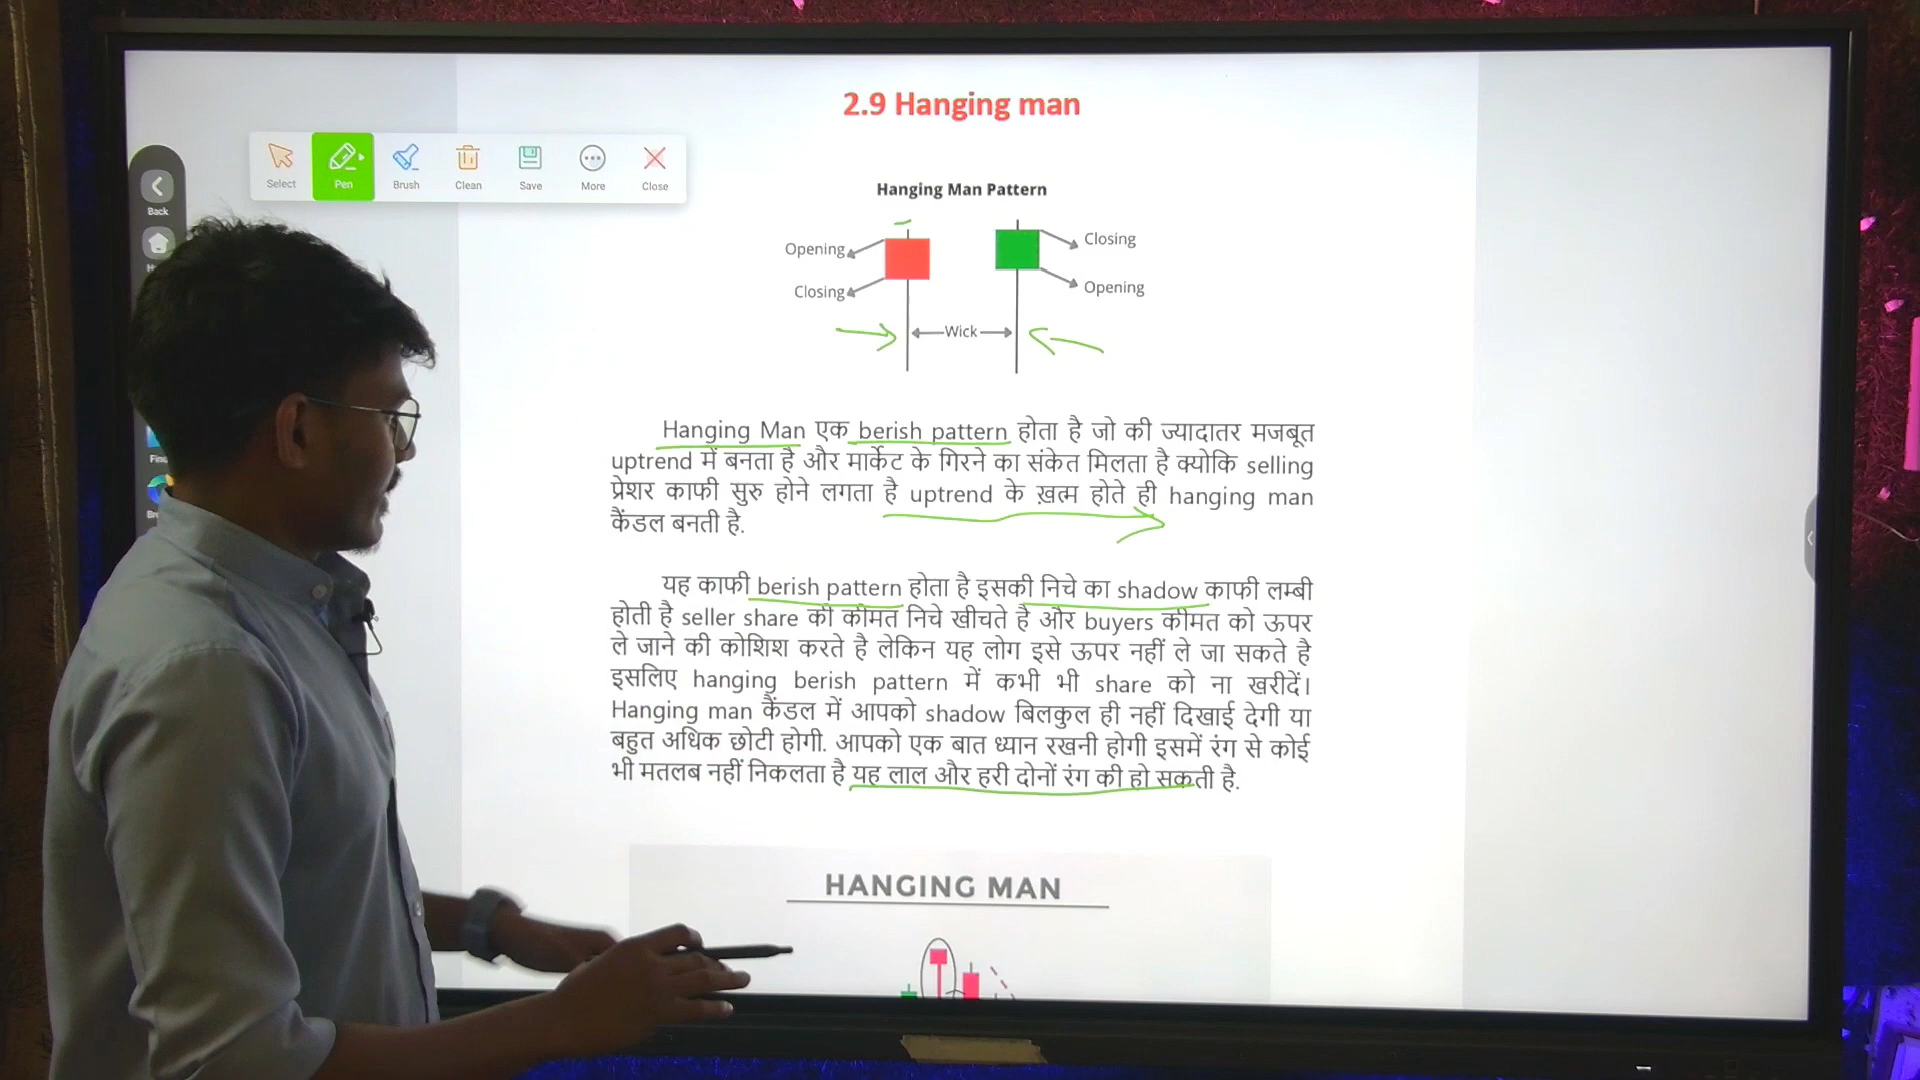 2.9 Hanging man
Select Pen Brush Clean Save More Close
Back
Hanging Man Pattern
Opening
Closing
Closing
Opening
Wick
Hanging Man एक berish pattern होता है जो की ज्यादातर मजबूत
uptrend में बनता है और मार्केट के गिरने का संकेत मिलता है क्योकि selling
प्रेशर काफी सुरु होने लगता है uptrend के ख़त्म होते ही hanging man
कैंडल बनती है.
यह काफी berish pattern होता है इसकी निचे का shadow काफी लम्बी
होती है seller share की कीमत निचे खीचते है और buyers कीमत को ऊपर
ले जाने की कोशिश करते है लेकिन यह लोग इसे ऊपर नहीं ले जा सकते है
इसलिए hanging berish pattern में कभी भी share को ना खरीदें।
Hanging man कैंडल में आपको shadow बिलकुल ही नहीं दिखाई देगी या
बहुत अधिक छोटी होगी. आपको एक बात ध्यान रखनी होगी इसमें रंग से कोई
भी मतलब नहीं निकलता है यह लाल और हरी दोनों रंग की हो सकती है.
HANGING MAN